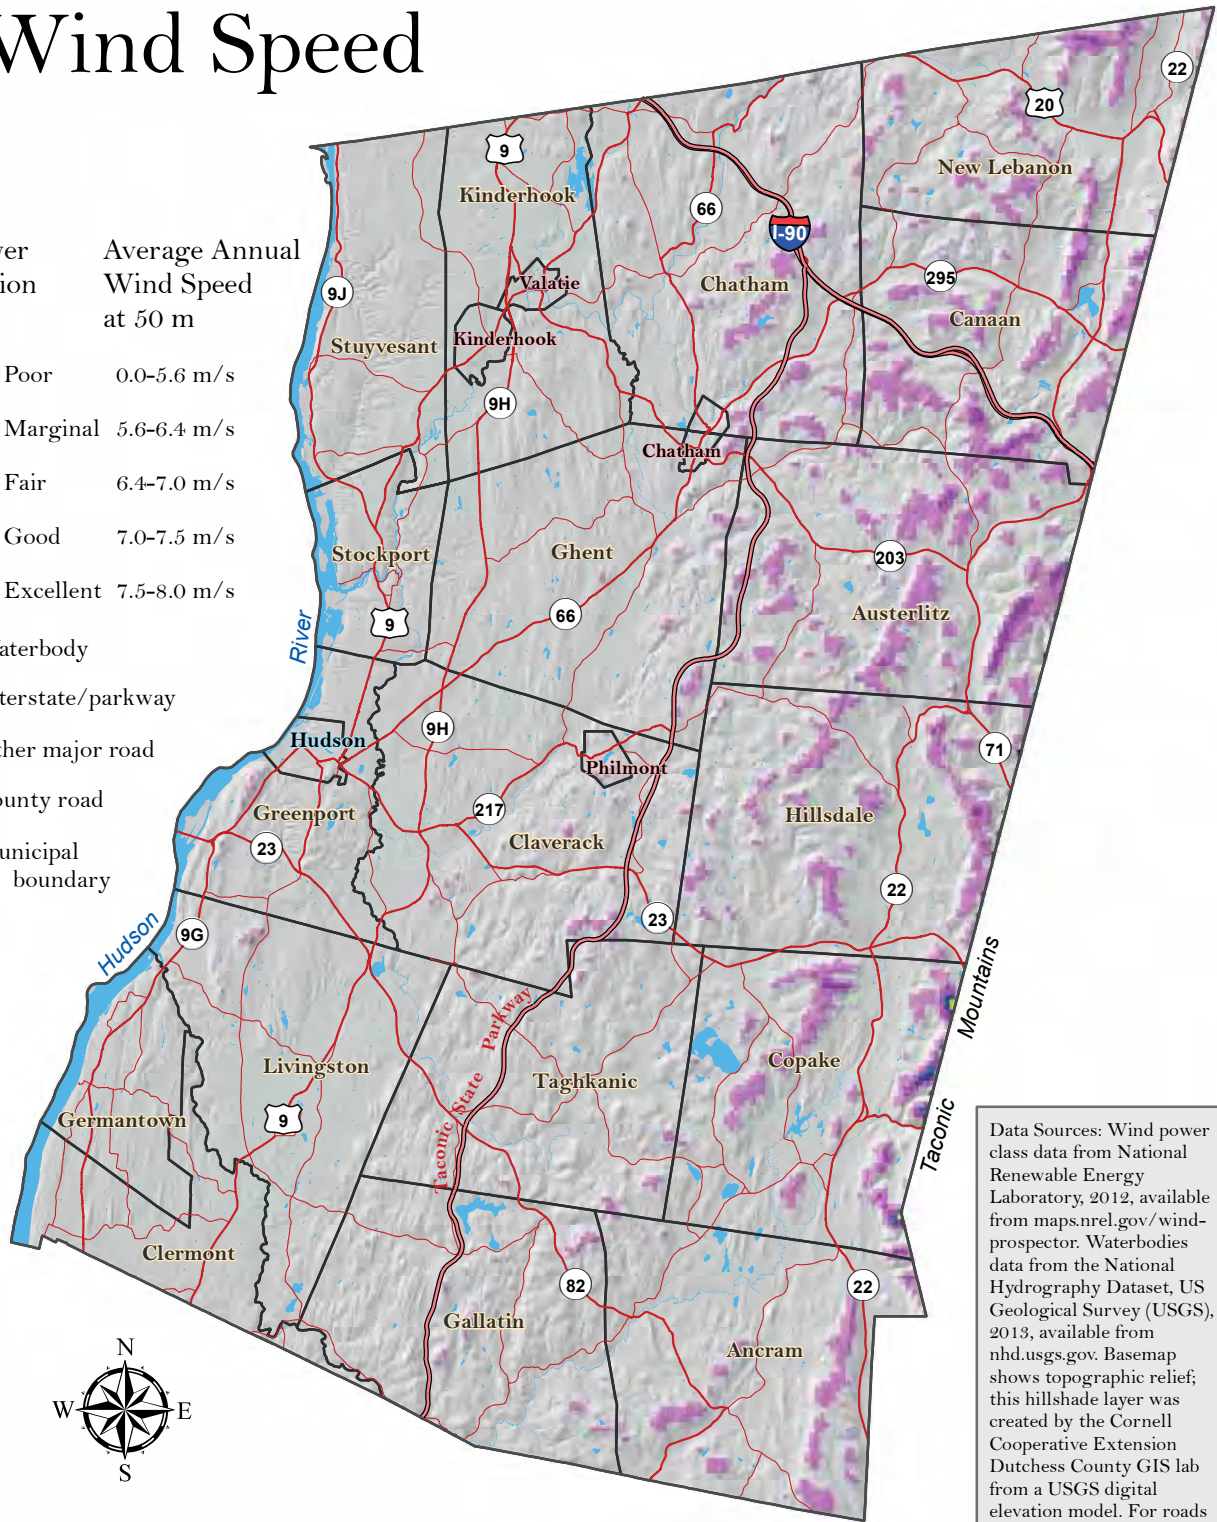 Wind Speed
Average Annual
Wind Speed
at 50 m
Poor 0.0-5.6 m/s
Marginal 5.6-6.4 m/s
Fair 6.4-7.0 m/s
Good 7.0-7.5 m/s
Excellent 7.5-8.0 m/s
aterbody
terstate/parkway
ther major road
ounty road
unicipal
boundary
22
20
9
New Lebanon
Kinderhook
66
I-90
295
Valatie
Chatham
9J
Canaan
Stuyvesant
Kinderhook
9H
Chatham
Stockport
Ghent
203
Austerlitz
66
9
River
9H
Hudson
71
Philmont
217
Greenport
Hillsdale
Claverack
23
22
23
9G
Hudson
Mountains
Taconic State Parkway
Livingston
Copake
Taghkanic
9
Germantown
Taconic
Clermont
82
22
Gallatin
Ancram
N
W E
S
Data Sources: Wind power
class data from National
Renewable Energy
Laboratory, 2012, available
from maps.nrel.gov/wind-
prospector. Waterbodies
data from the National
Hydrography Dataset, US
Geological Survey (USGS),
2013, available from
nhd.usgs.gov. Basemap
shows topographic relief;
this hillshade layer was
created by the Cornell
Cooperative Extension
Dutchess County GIS lab
from a USGS digital
elevation model. For roads